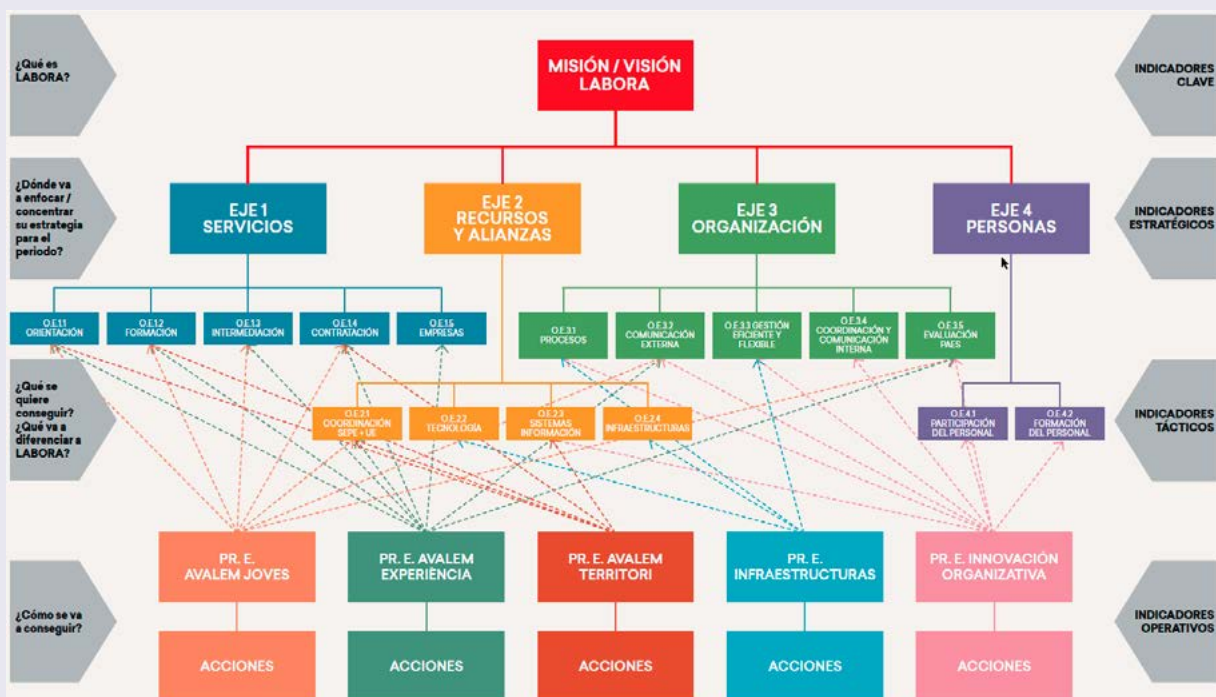 ¿Qué es
LABORA?
MISIÓN / VISIÓN
LABORA
INDICADORES
CLAVE
¿Dónde va
a enfocar /
concentrar
su estrategia
para el
periodo?
EJE 1
SERVICIOS
EJE 2
RECURSOS
Y ALIANZAS
EJE 3
ORGANIZACIÓN
EJE 4
PERSONAS
INDICADORES
ESTRATÉGICOS
O.E.1.1
ORIENTACIÓN
O.E.1.2
FORMACIÓN
O.E.1.3
INTERMEDIACIÓN
O.E.1.4
CONTRATACIÓN
O.E.1.5
EMPRESAS
O.E.3.1
PROCESOS
O.E.3.2
COMUNICACIÓN
EXTERNA
O.E.3.3 GESTIÓN
EFICIENTE Y
FLEXIBLE
O.E.3.4
COORDINACIÓN Y
COMUNICACIÓN
INTERNA
O.E.3.5
EVALUACIÓN
PAES
¿Qué se
quiere
conseguir?
¿Qué va a
diferenciar a
LABORA?
O.E.2.1
COORDINACIÓN
SEPE + UE
O.E.2.2
TECNOLOGÍA
O.E.2.3
SISTEMAS
INFORMACIÓN
O.E.2.4
INFRAESTRUCTURAS
O.E.4.1
PARTICIPACIÓN
DEL PERSONAL
O.E.4.2
FORMACIÓN
DEL PERSONAL
INDICADORES
TÁCTICOS
PR. E.
AVALEM JOVES
PR. E. AVALEM
EXPERIÈNCIA
PR. E. AVALEM
TERRITORI
PR. E.
INFRAESTRUCTURAS
PR. E. INNOVACIÓN
ORGANIZATIVA
¿Cómo se va
a conseguir?
ACCIONES
ACCIONES
ACCIONES
ACCIONES
ACCIONES
INDICADORES
OPERATIVOS